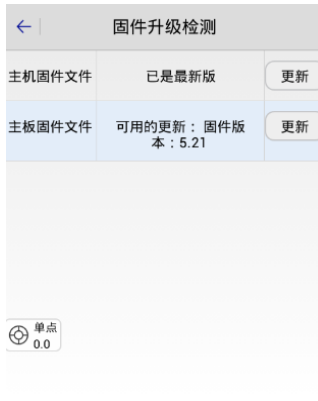 固件升级检测
主机固件文件 已是最新版 更新
主板固件文件 可用的更新： 固件版 更新
本：5.21
单点
0.0